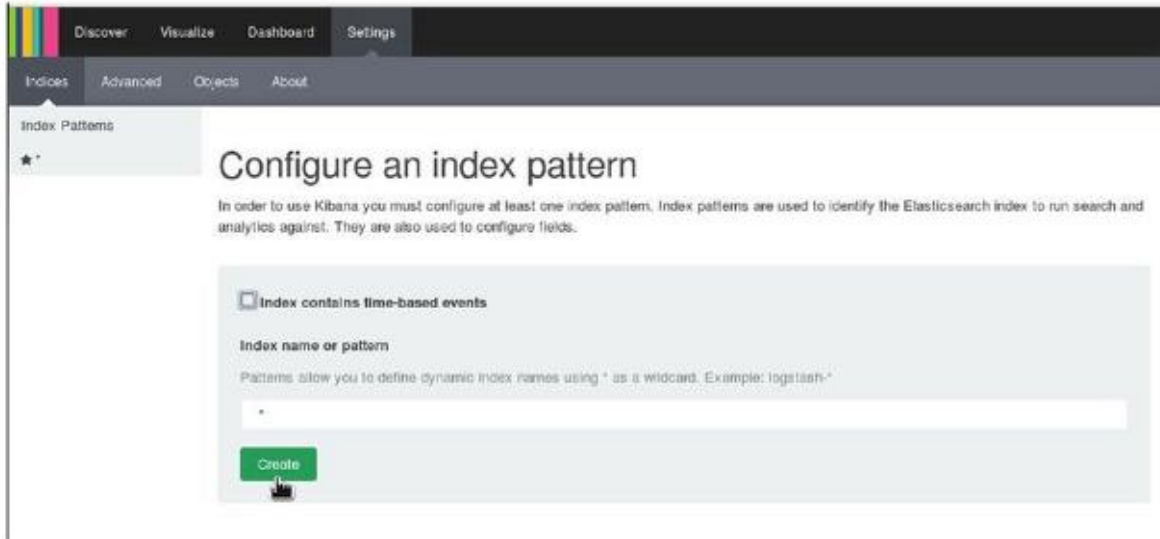 Discover Visualize Dashboard Settings
Indices Advanced Objects About
Index Patterns
★ *
Configure an index pattern
In order to use Kibana you must configure at least one index pattern. Index patterns are used to identify the Elasticsearch index to run search and
analytics against. They are also used to configure fields.
Index contains time-based events
Index name or pattern
Patterns allow you to define dynamic index names using * as a wildcard. Example: logstash-*
*
Create